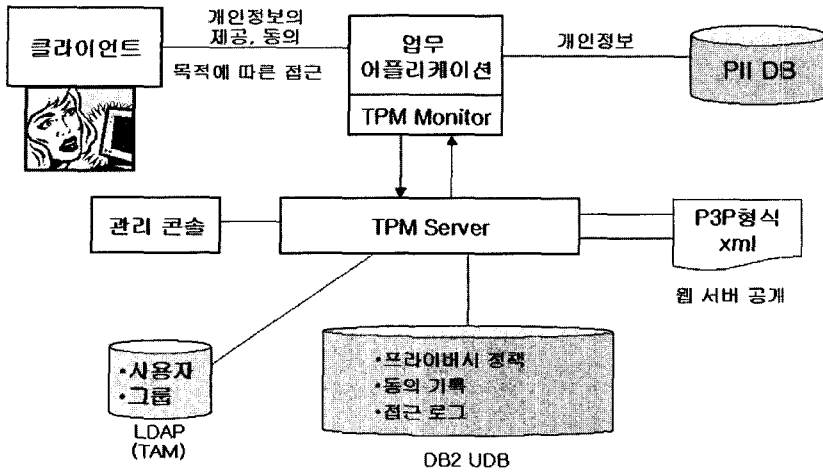 클라이언트
개인정보의
제공, 동의
목적에 따른 접근
업무
어플리케이션
TPM Monitor
개인정보
PII DB
관리 콘솔
TPM Server
P3P형식
xml
웹 서버 공개
•사용자
•그룹
LDAP
(TAM)
•프라이버시 정책
•동의 기록
•접근 로그
DB2 UDB